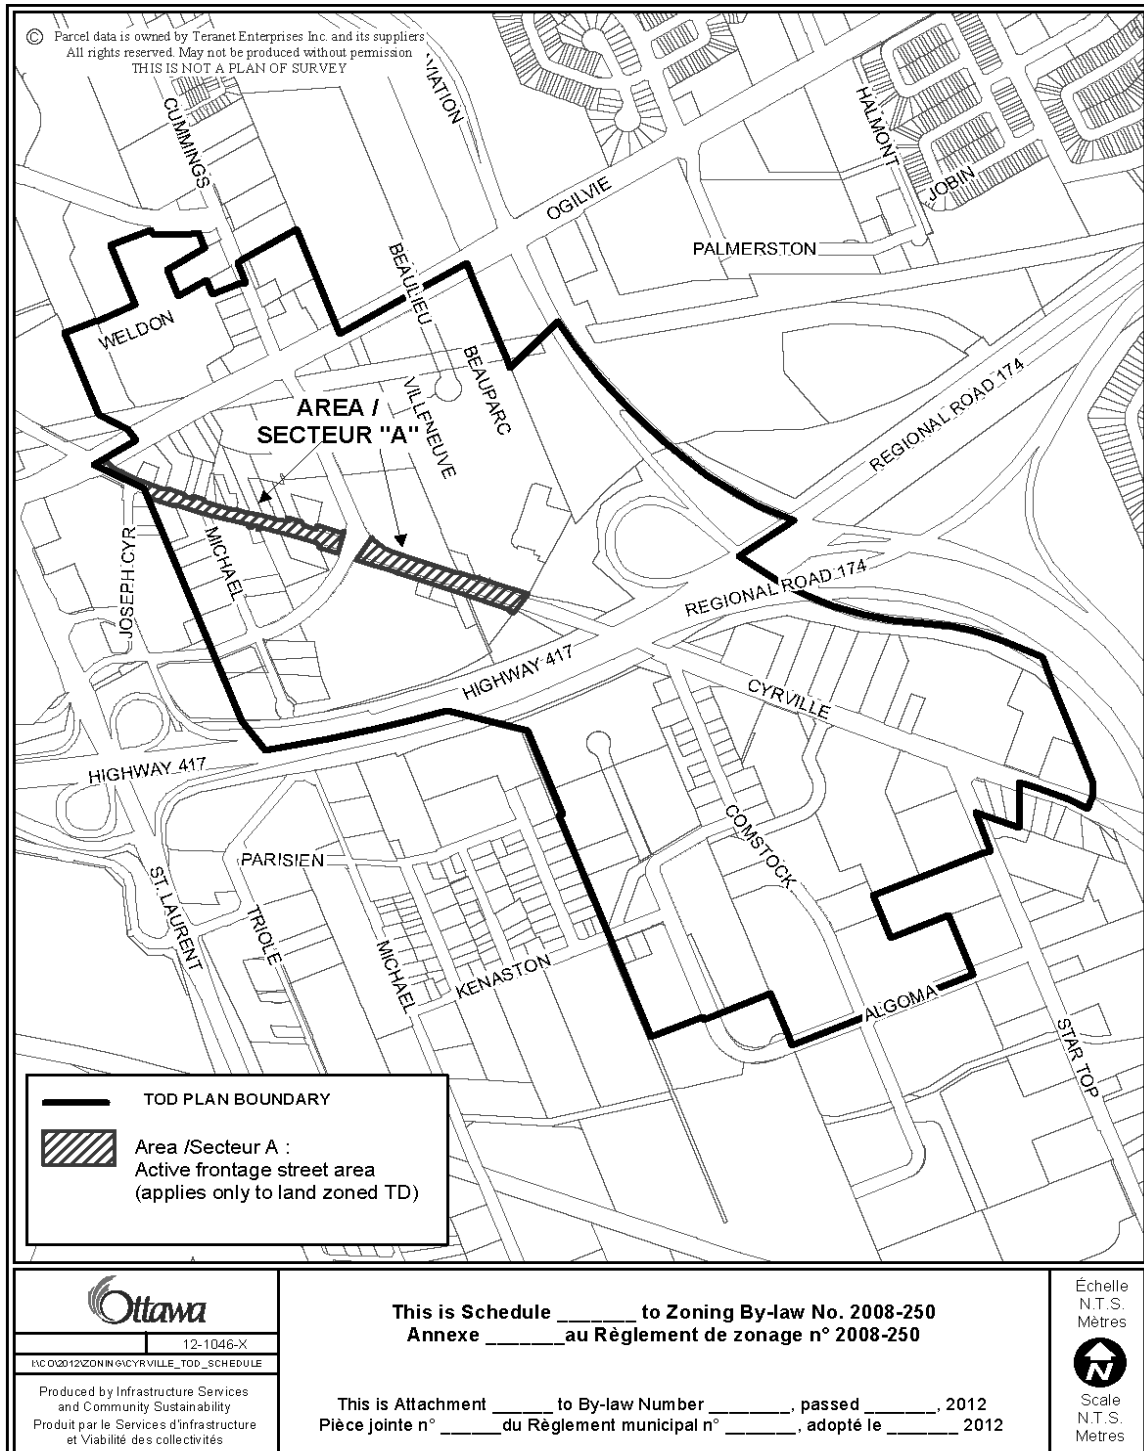 © Parcel data is owned by Teranet Enterprises Inc. and its suppliers
All rights reserved. May not be produced without permission
THIS IS NOT A PLAN OF SURVEY
AVIATION
CUMMINGS
HALMONT
JOBIN
OGILVIE
PALMERSTON
BEAULIEU
WELDON
BEAUPARC
VILLENEUVE
REGIONAL ROAD 174
AREA /
SECTEUR "A"
JOSEPH CYR
MICHAEL
REGIONAL ROAD 174
HIGHWAY 417
CYRVILLE
HIGHWAY 417
COMSTOCK
PARISIEN
ST. LAURENT
TRIOLE
MICHAEL
KENASTON
ALGOMA
STAR TOP
TOD PLAN BOUNDARY
Area /Secteur A :
Active frontage street area
(applies only to land zoned TD)
Ottawa
12-1046-X
I:\CO\2012\ZONING\CYRVILLE_TOD_SCHEDULE
Produced by Infrastructure Services
and Community Sustainability
Produit par le Services d'infrastructure
et Viabilité des collectivités
This is Schedule _______ to Zoning By-law No. 2008-250
Annexe _______au Règlement de zonage n° 2008-250
This is Attachment ______ to By-law Number ________, passed _______, 2012
Pièce jointe n° ______du Règlement municipal n° _______, adopté le _______ 2012
Échelle
N.T.S.
Mètres
N
Scale
N.T.S.
Metres